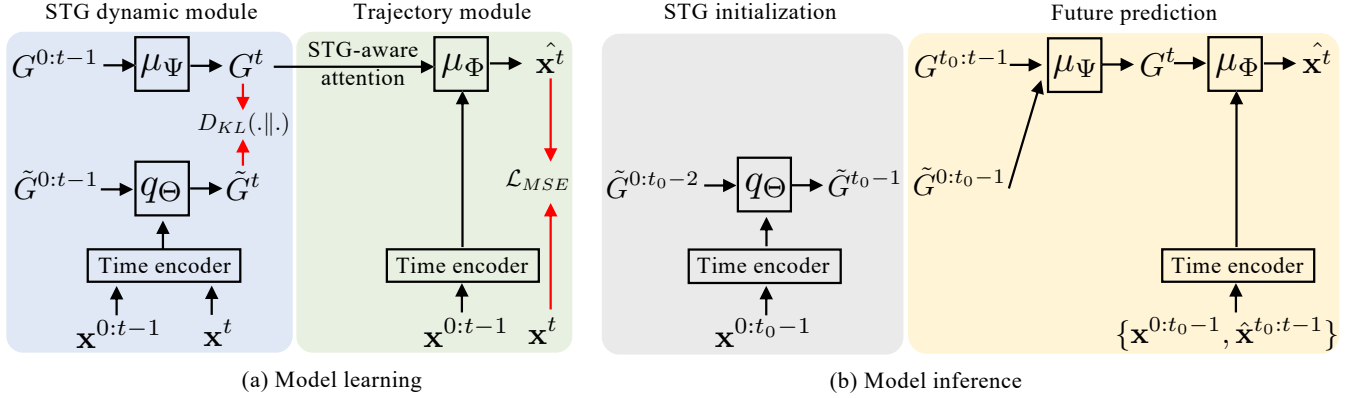 STG dynamic module
Trajectory module
STG initialization
Future prediction
G^{0:t−1}
μ_Ψ
G^t
STG-aware
attention
μ_Φ
x̂^t
D_{KL}(.∥.)
G̃^{0:t−1}
q_Θ
G̃^t
ℒ_{MSE}
Time encoder
Time encoder
x^{0:t−1}
x^t
x^{0:t−1}
x^t
G̃^{0:t_0−2}
q_Θ
G̃^{t_0−1}
Time encoder
x^{0:t_0−1}
G^{t_0:t−1}
μ_Ψ
G^t
μ_Φ
x̂^t
G̃^{0:t_0−1}
Time encoder
{x^{0:t_0−1}, x̂^{t_0:t−1}}
(a) Model learning
(b) Model inference